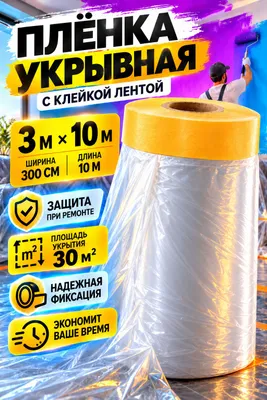 ПЛЁНКА
УКРЫВНАЯ
С КЛЕЙКОЙ ЛЕНТОЙ
3 м × 10 м
ШИРИНА
300 СМ
ДЛИНА
10 М
ЗАЩИТА
ПРИ РЕМОНТЕ
m²
ПЛОЩАДЬ
УКРЫТИЯ
30 м²
НАДЕЖНАЯ
ФИКСАЦИЯ
ЭКОНОМИТ
ВАШЕ ВРЕМЯ